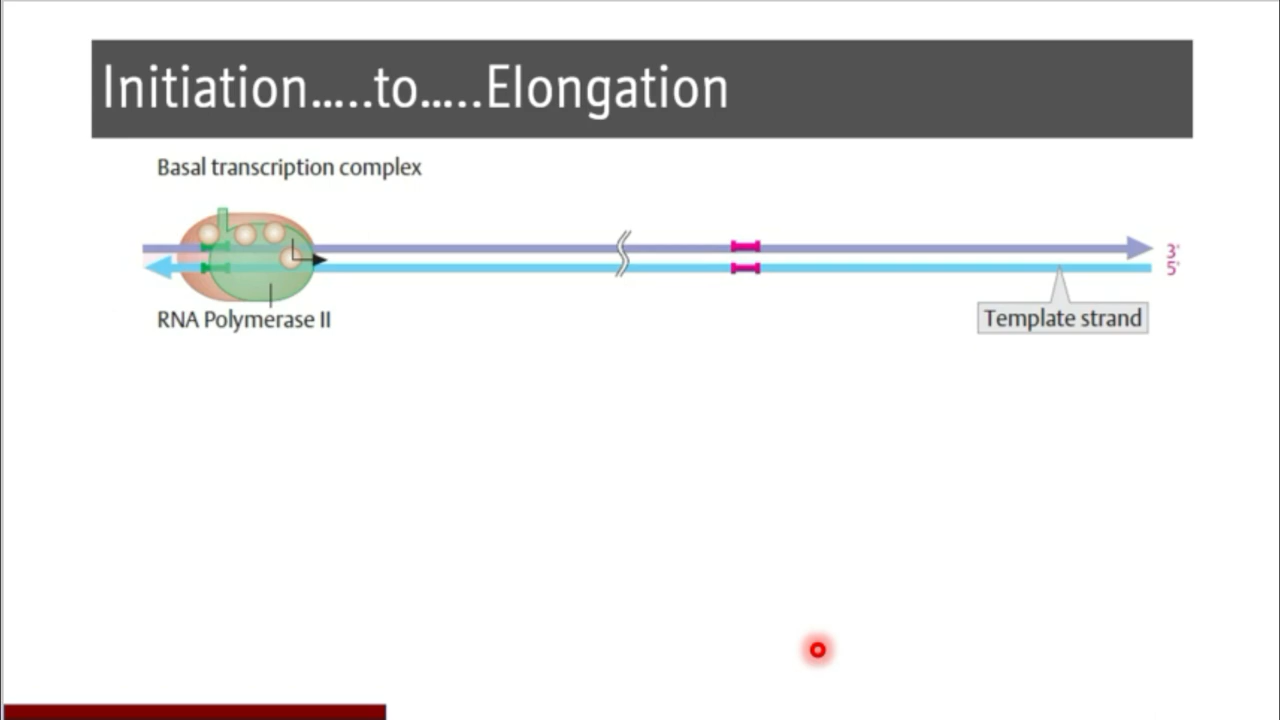 Initiation.....to.....Elongation
Basal transcription complex
3'
5'
RNA Polymerase II
Template strand